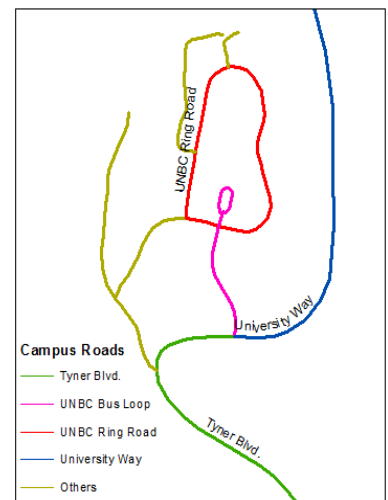 UNBC Ring Road
University Way
Campus Roads
Tyner Blvd.
UNBC Bus Loop
UNBC Ring Road
University Way
Others
Tyner Blvd.